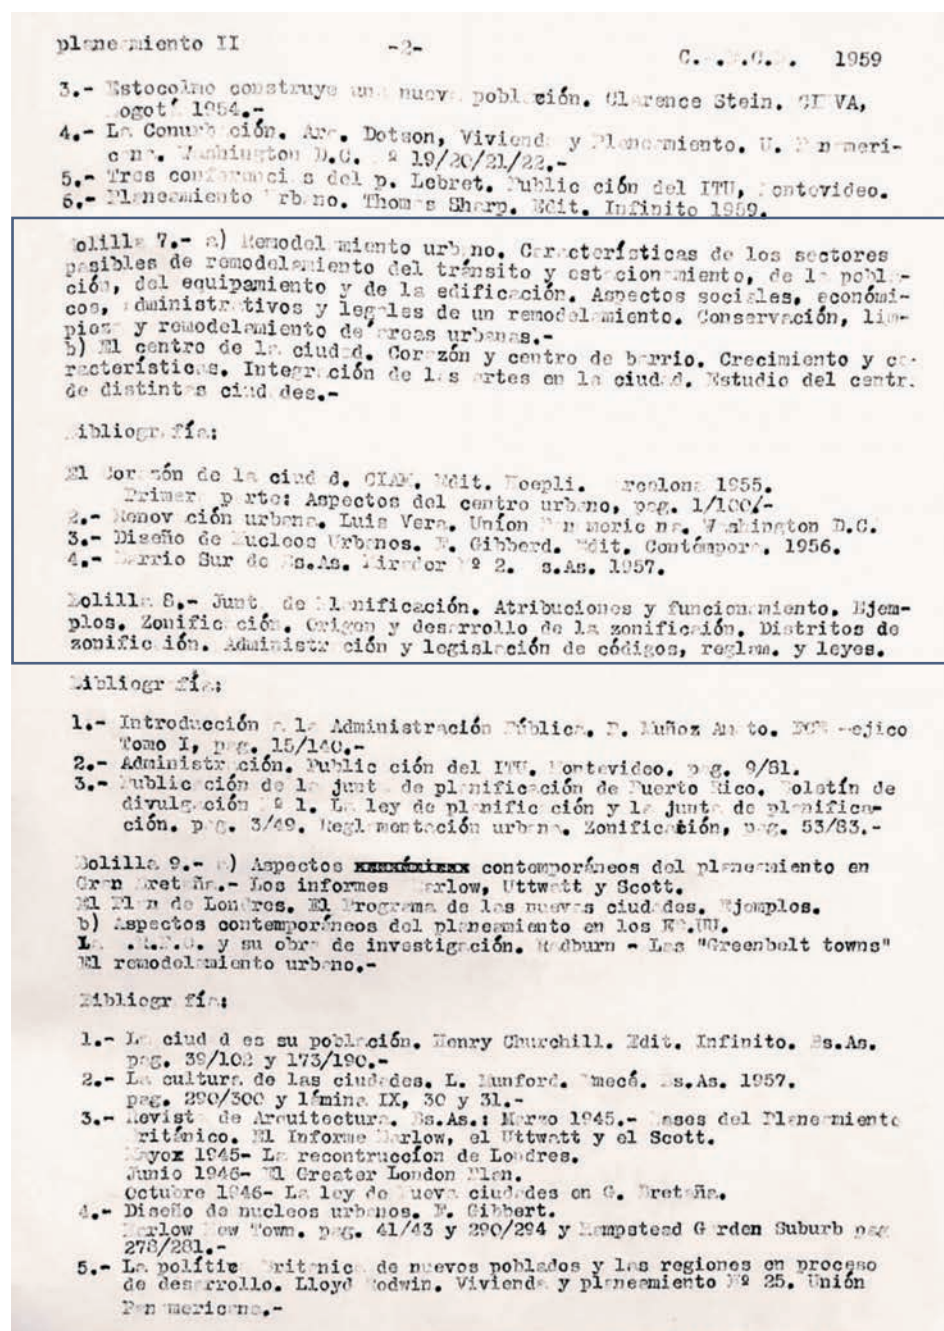 planeamiento II -2- C. . .C. . 1959
3.- Estocolmo construye una nueva población. Clarence Stein. CINVA,
Bogotá 1954.-
4.- La Conurbación. Arq. Dotson, Vivienda y Planeamiento. U. Panameri-
cana. Washington D.C. Nº 19/20/21/22.-
5.- Tres conferencias del p. Lebret. Publicación del ITU, Montevideo.
6.- Planeamiento Urbano. Thomas Sharp. Edit. Infinito 1959.
Bolilla 7.- a) Remodelamiento urbano. Características de los sectores
pasibles de remodelamiento del tránsito y estacionamiento, de la pobla-
ción, del equipamiento y de la edificación. Aspectos sociales, económi-
cos, administrativos y legales de un remodelamiento. Conservación, lim-
pieza y remodelamiento de areas urbanas.-
b) El centro de la ciudad. Corazón y centro de barrio. Crecimiento y ca-
racterísticas. Integración de las artes en la ciudad. Estudio del centr.
de distintas ciudades.-
Bibliografía:
El Corazón de la ciudad. CIAM. Edit. Hoepli. Barcelona 1955.
Primera parte: Aspectos del centro urbano, pag. 1/100/-
2.- Renovación urbana. Luis Vera. Uníon Panamericana. Washington D.C.
3.- Diseño de Nucleos Urbanos. F. Gibberd. Edit. Contémpora. 1956.
4.- Barrio Sur de Bs.As. Mirador Nº 2. Bs.As. 1957.
Bolilla 8.- Junta de Planificación. Atribuciones y funcionamiento. Ejem-
plos. Zonificación. Origen y desarrollo de la zonificaión. Distritos de
zonificaión. Administración y legislación de códigos, reglam. y leyes.
Bibliografía:
1.- Introducción a la Administración Pública. P. Muñoz Amato. FCE Mejico
Tomo I, pag. 15/140.-
2.- Administración. Publicación del ITU. Montevideo. pag. 9/81.
3.- Publicación de la junta de planificación de Puerto Rico. Boletín de
divulgación Nº 1. La ley de planificación y la junta de planifica-
ción. pag. 3/49. Reglamentación urbana. Zonificación, pag. 53/83.-
Bolilla 9.- a) Aspectos contemporáneos del planeamiento en
Gran Bretaña.- Los informes Barlow, Uttwatt y Scott.
El Plan de Londres. El Programa de las nuevas ciudades. Ejemplos.
b) Aspectos contemporáneos del planeamiento en los EE.UU.
La .R.P.C. y su obra de investigación. Radburn - Las "Greenbelt towns"
El remodelamiento urbano.-
Bibliografía:
1.- La ciudad es su población. Henry Churchill. Edit. Infinito. Bs.As.
pag. 39/102 y 173/190.-
2.- La cultura de las ciudades. L. Munford. Emecé. Bs.As. 1957.
pag. 290/300 y lámina IX, 30 y 31.-
3.- Revista de Arquitectura. Bs.As.: Marzo 1945.- Bases del Planeamiento
Británico. El Informe Barlow, el Uttwatt y el Scott.
Mayox 1945- La recontruccíon de Londres.
Junio 1946- El Greater London Plan.
Octubre 1946- La ley de Nueva ciudades en G. Bretaña.
4.- Diseño de nucleos urbanos. F. Gibbert.
Harlow New Town. pag. 41/43 y 290/294 y Hampstead Garden Suburb pag
278/281.-
5.- La política Britanica de nuevos poblados y las regiones en proceso
de desarrollo. Lloyd Rodwin. Vivienda y planeamiento Nº 25. Unión
Panamericana.-